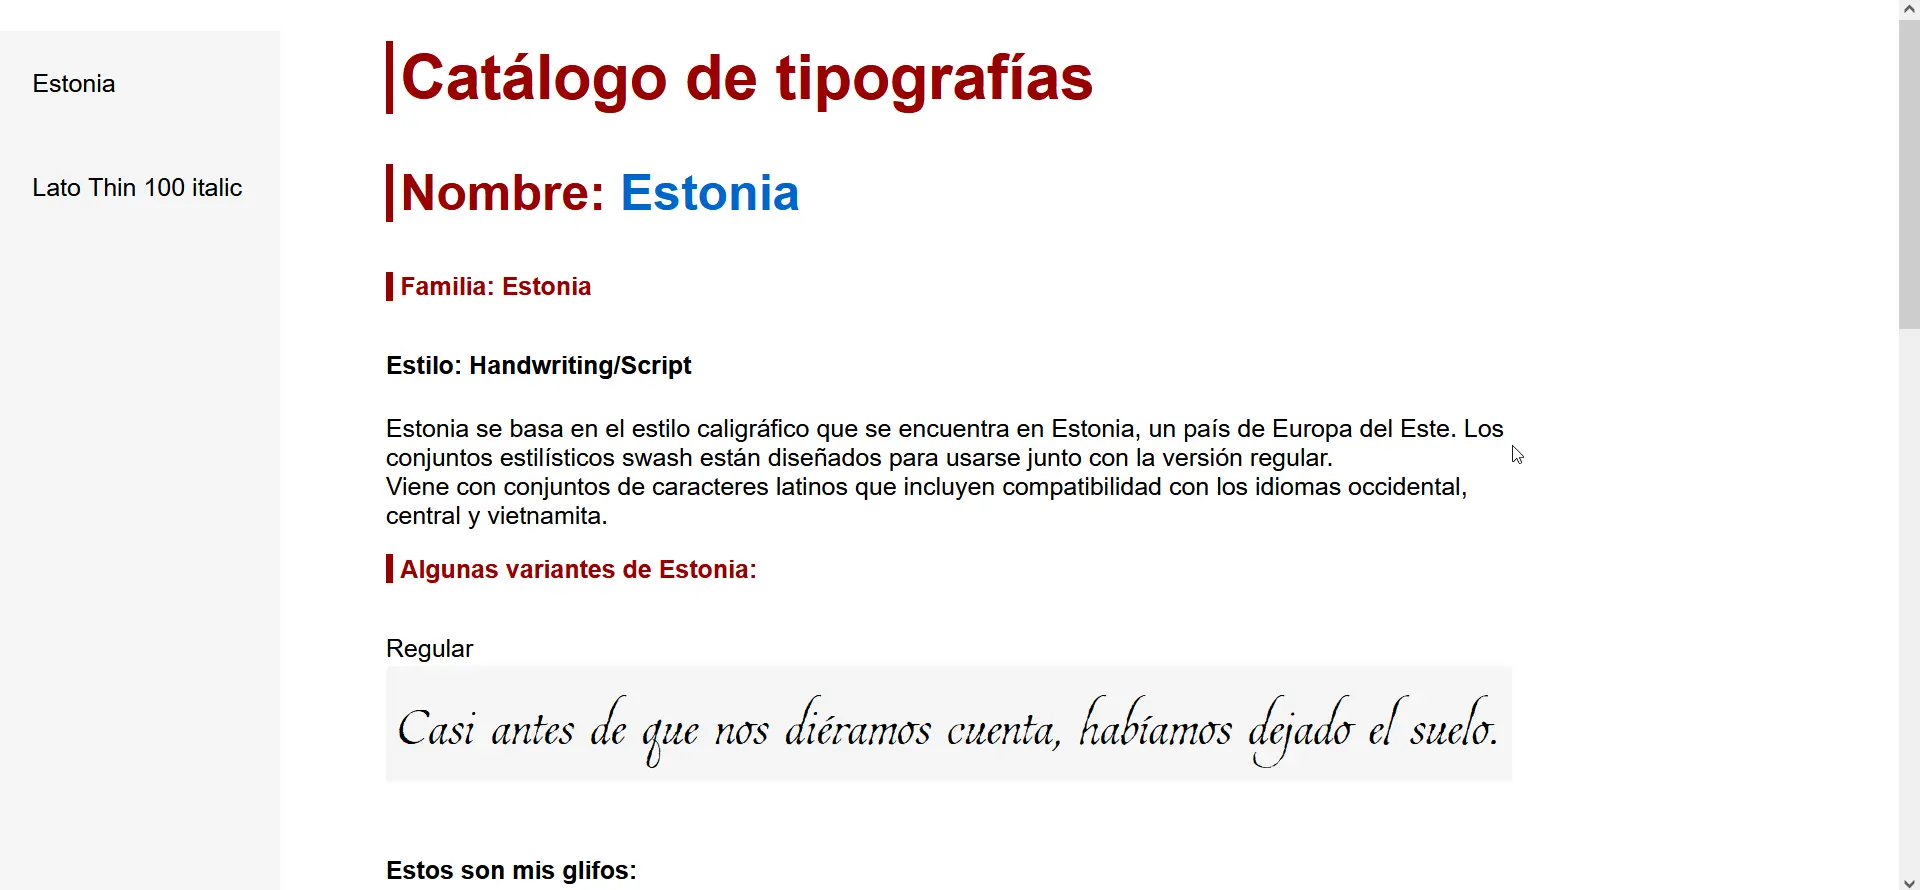 Estonia
Lato Thin 100 italic
Catálogo de tipografías
Nombre: Estonia
Familia: Estonia
Estilo: Handwriting/Script
Estonia se basa en el estilo caligráfico que se encuentra en Estonia, un país de Europa del Este. Los
conjuntos estilísticos swash están diseñados para usarse junto con la versión regular.
Viene con conjuntos de caracteres latinos que incluyen compatibilidad con los idiomas occidental,
central y vietnamita.
Algunas variantes de Estonia:
Regular
Casi antes de que nos diéramos cuenta, habíamos dejado el suelo.
Estos son mis glifos: